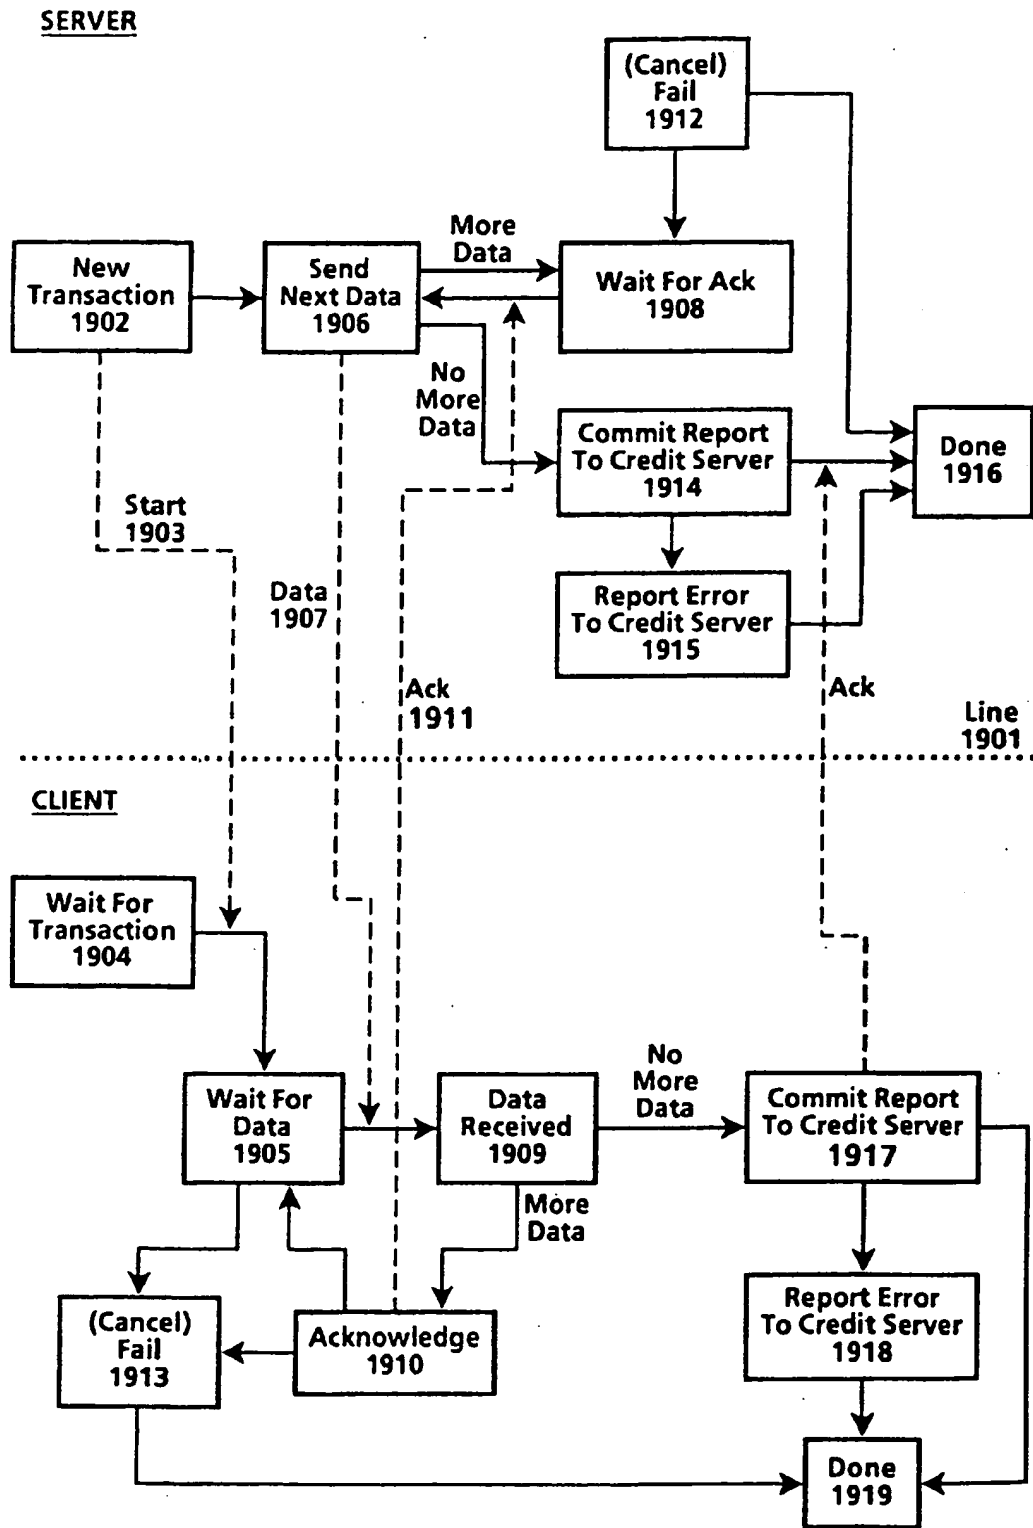 SERVER
(Cancel)
Fail
1912
More
Data
New
Transaction
1902
Send
Next Data
1906
Wait For Ack
1908
No
More
Data
Commit Report
To Credit Server
1914
Done
1916
Start
1903
Data
1907
Report Error
To Credit Server
1915
Ack
1911
Ack
Line
1901
CLIENT
Wait For
Transaction
1904
Wait For
Data
1905
Data
Received
1909
No
More
Data
Commit Report
To Credit Server
1917
More
Data
(Cancel)
Fail
1913
Acknowledge
1910
Report Error
To Credit Server
1918
Done
1919